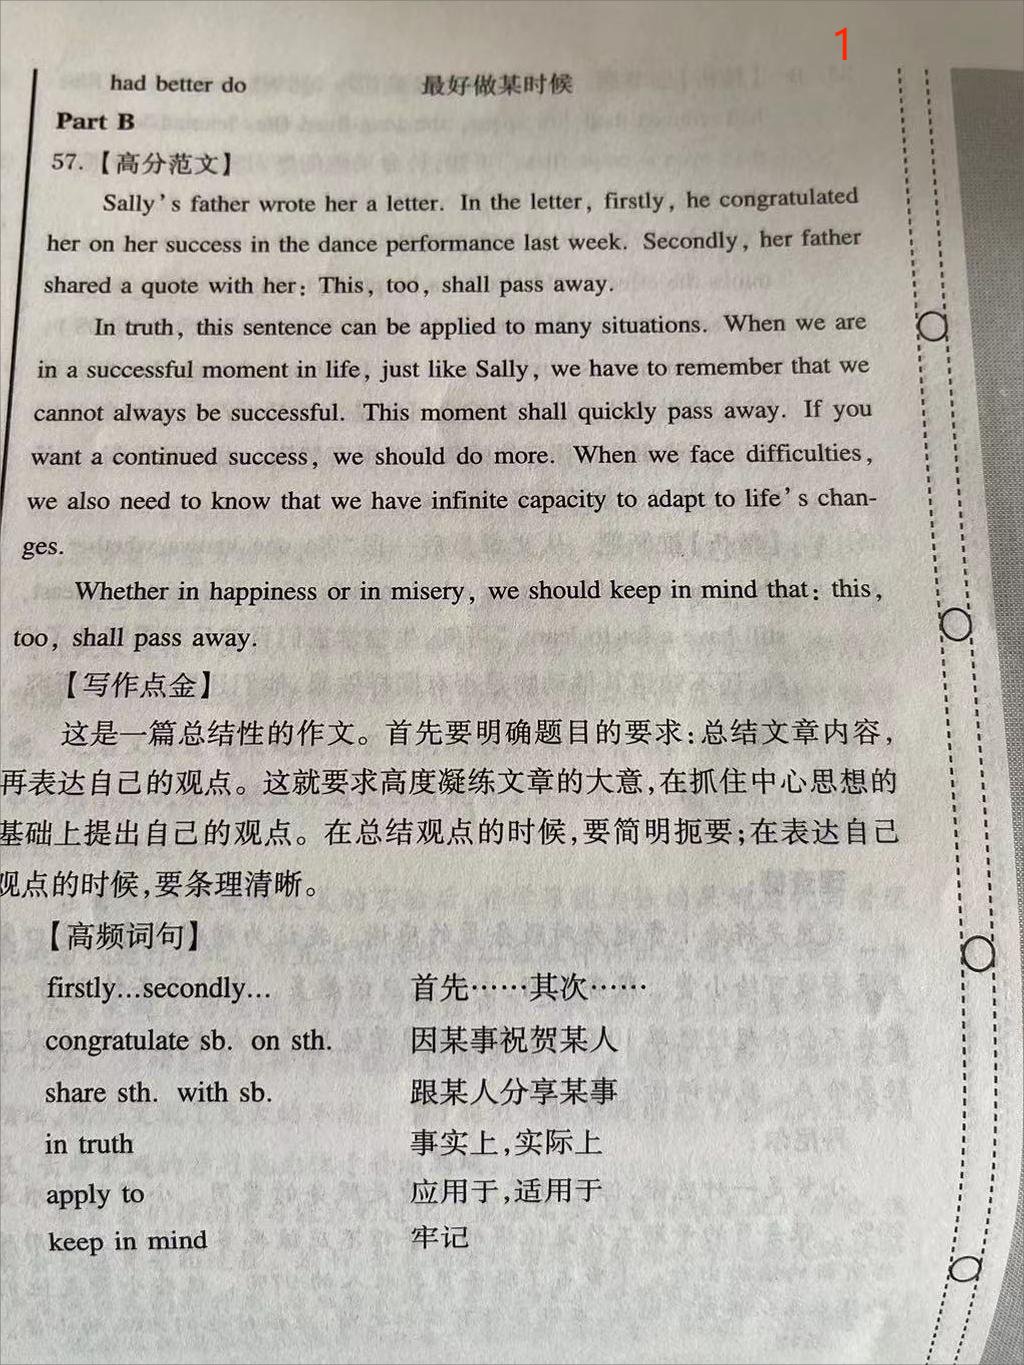 1
had better do 最好做某时候
Part B
57.【高分范文】
Sally's father wrote her a letter. In the letter, firstly, he congratulated
her on her success in the dance performance last week. Secondly, her father
shared a quote with her: This, too, shall pass away.
In truth, this sentence can be applied to many situations. When we are
in a successful moment in life, just like Sally, we have to remember that we
cannot always be successful. This moment shall quickly pass away. If you
want a continued success, we should do more. When we face difficulties,
we also need to know that we have infinite capacity to adapt to life's chan-
ges.
Whether in happiness or in misery, we should keep in mind that: this,
too, shall pass away.
【写作点金】
这是一篇总结性的作文。首先要明确题目的要求:总结文章内容,
再表达自己的观点。这就要求高度凝练文章的大意,在抓住中心思想的
基础上提出自己的观点。在总结观点的时候,要简明扼要;在表达自己
观点的时候,要条理清晰。
【高频词句】
firstly...secondly... 首先……其次……
congratulate sb. on sth. 因某事祝贺某人
share sth. with sb. 跟某人分享某事
in truth 事实上,实际上
apply to 应用于,适用于
keep in mind 牢记